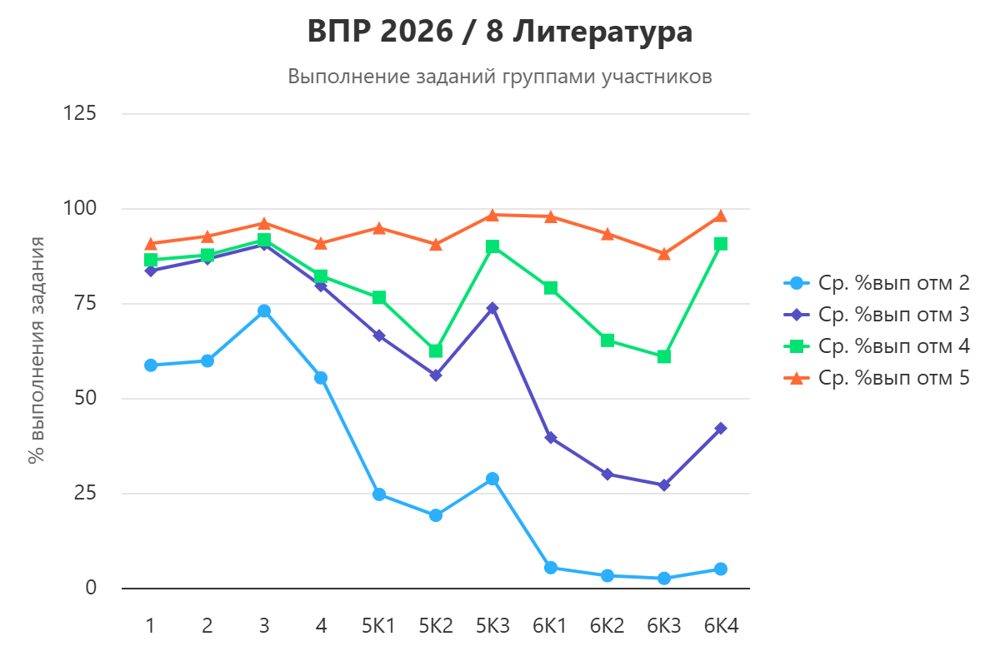 ВПР 2026 / 8 Литература
Выполнение заданий группами участников
% выполнения задания
125
100
75
50
25
0
1 2 3 4 5К1 5К2 5К3 6К1 6К2 6К3 6К4
Ср. %вып отм 2
Ср. %вып отм 3
Ср. %вып отм 4
Ср. %вып отм 5